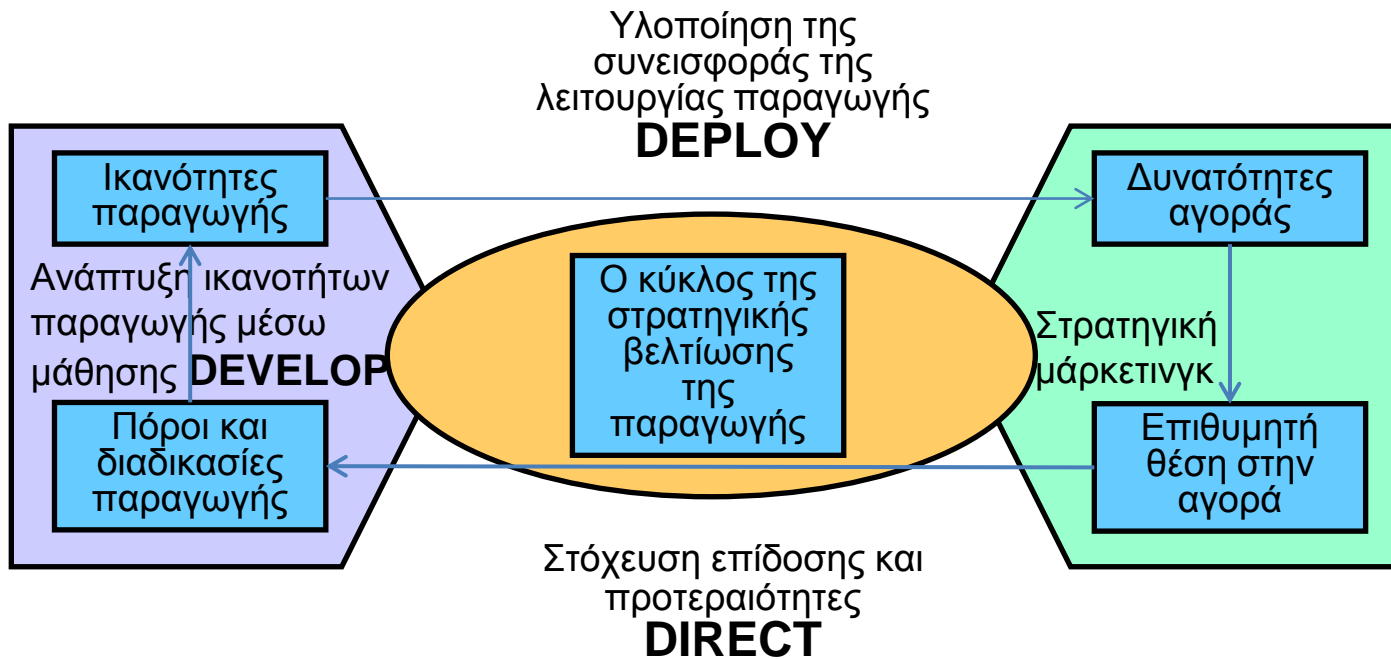 Υλοποίηση της
συνεισφοράς της
λειτουργίας παραγωγής
DEPLOY
Ικανότητες
παραγωγής
Δυνατότητες
αγοράς
Ανάπτυξη ικανοτήτων
παραγωγής μέσω
μάθησης DEVELOP
Ο κύκλος της
στρατηγικής
βελτίωσης
της
παραγωγής
Στρατηγική
μάρκετινγκ
Πόροι και
διαδικασίες
παραγωγής
Επιθυμητή
θέση στην
αγορά
Στόχευση επίδοσης και
προτεραιότητες
DIRECT